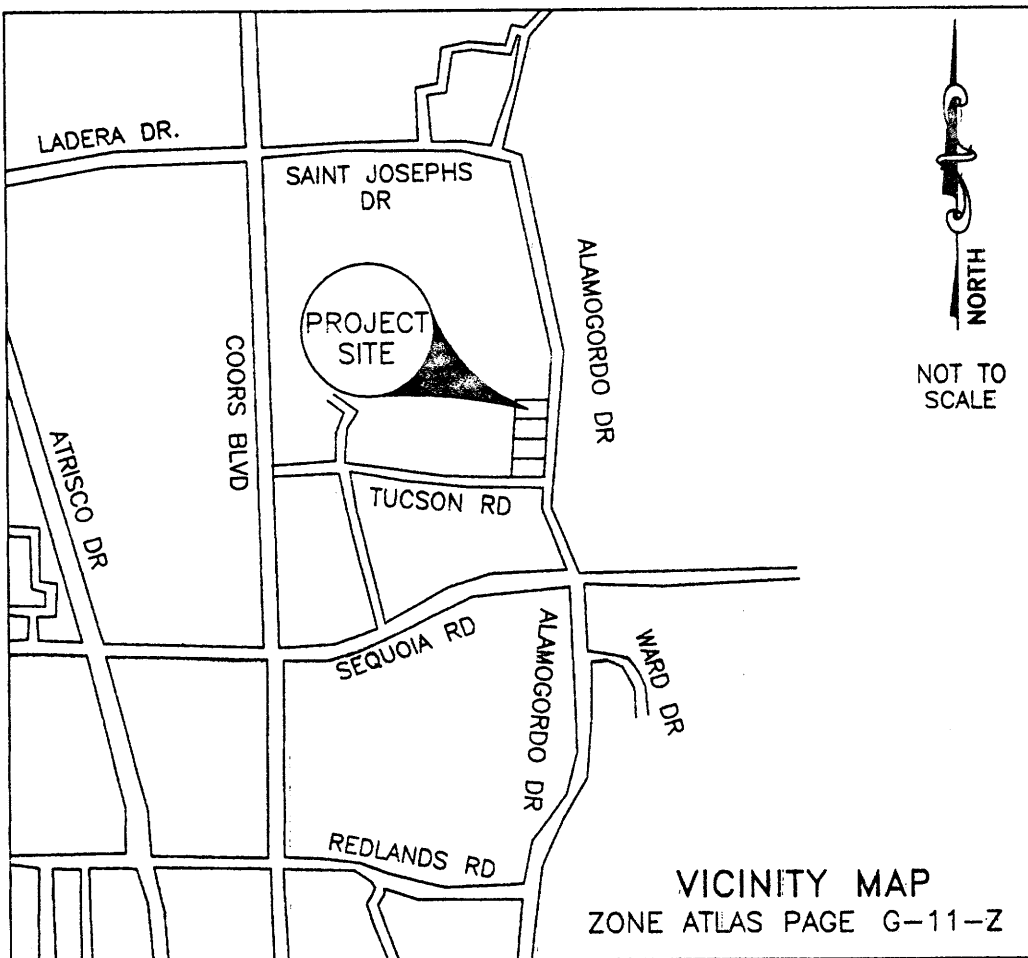 LADERA DR.
SAINT JOSEPHS
DR
ALAMOGORDO DR
NORTH
NOT TO
SCALE
PROJECT
SITE
COORS BLVD
ATRISCO DR
TUCSON RD
SEQUOIA RD
ALAMOGORDO DR
WARD DR
REDLANDS RD
VICINITY MAP
ZONE ATLAS PAGE G-11-Z